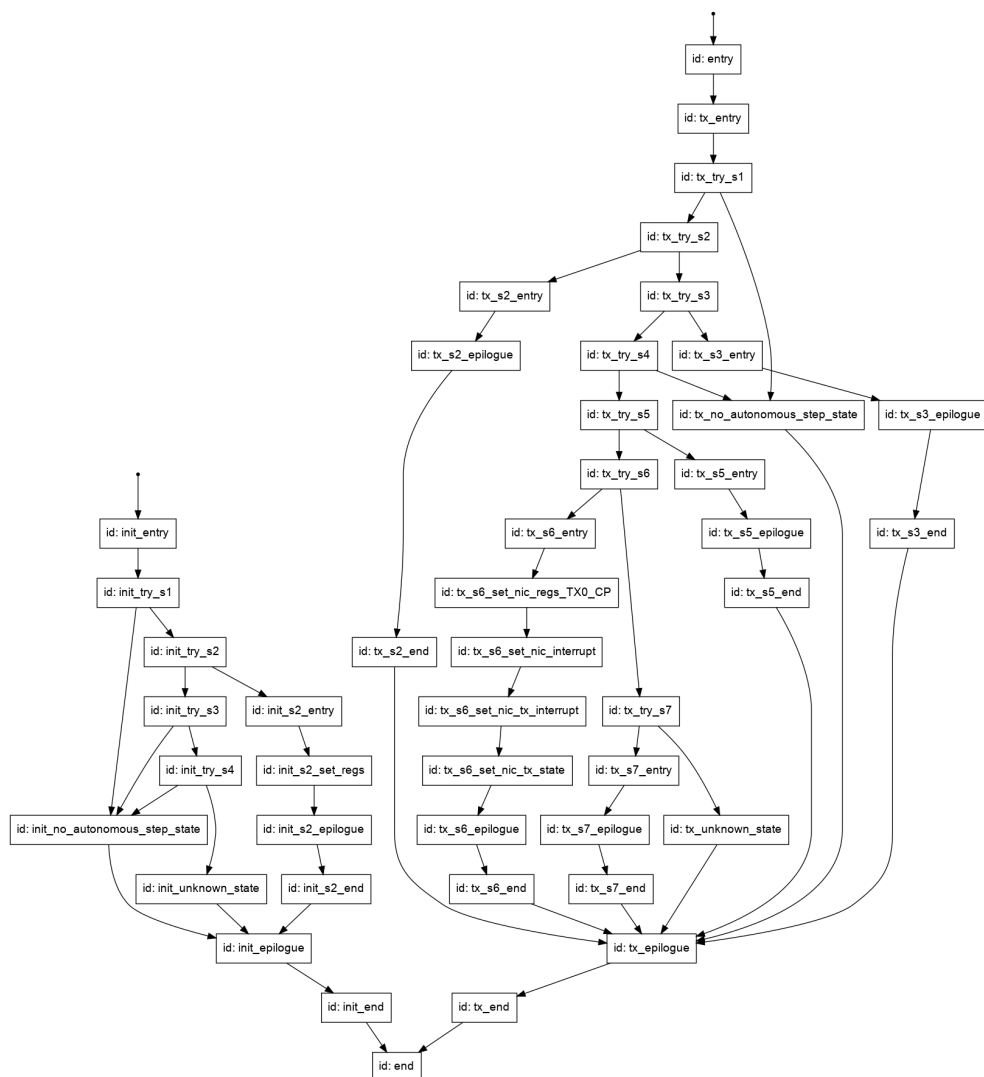 id: entry
id: tx_entry
id: tx_try_s1
id: tx_try_s2
id: tx_s2_entry
id: tx_try_s3
id: tx_s2_epilogue
id: tx_try_s4
id: tx_s3_entry
id: tx_try_s5
id: tx_no_autonomous_step_state
id: tx_s3_epilogue
id: tx_try_s6
id: tx_s5_entry
id: init_entry
id: tx_s6_entry
id: tx_s5_epilogue
id: tx_s3_end
id: init_try_s1
id: tx_s6_set_nic_regs_TX0_CP
id: tx_s5_end
id: init_try_s2
id: tx_s2_end
id: tx_s6_set_nic_interrupt
id: init_try_s3
id: init_s2_entry
id: tx_s6_set_nic_tx_interrupt
id: tx_try_s7
id: init_try_s4
id: init_s2_set_regs
id: tx_s6_set_nic_tx_state
id: tx_s7_entry
id: init_no_autonomous_step_state
id: init_s2_epilogue
id: tx_s6_epilogue
id: tx_s7_epilogue
id: tx_unknown_state
id: init_unknown_state
id: init_s2_end
id: tx_s6_end
id: tx_s7_end
id: init_epilogue
id: tx_epilogue
id: init_end
id: tx_end
id: end